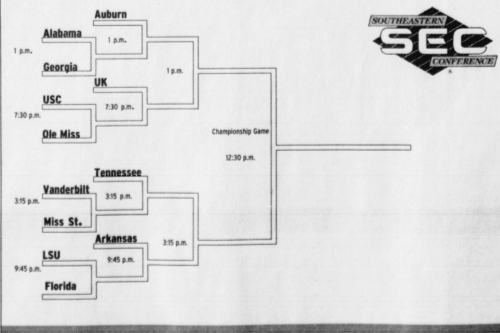 Auburn
Alabama
1 p.m.
1 p.m.
Georgia
1 p.m.
UK
USC
7:30 p.m.
7:30 p.m.
Ole Miss
Championship Game
12:30 p.m.
Tennessee
Vanderbilt
3:15 p.m.
3:15 p.m.
Miss St.
Arkansas
3:15 p.m.
LSU
9:45 p.m.
9:45 p.m.
Florida
SOUTHEASTERN
SEC
CONFERENCE
®